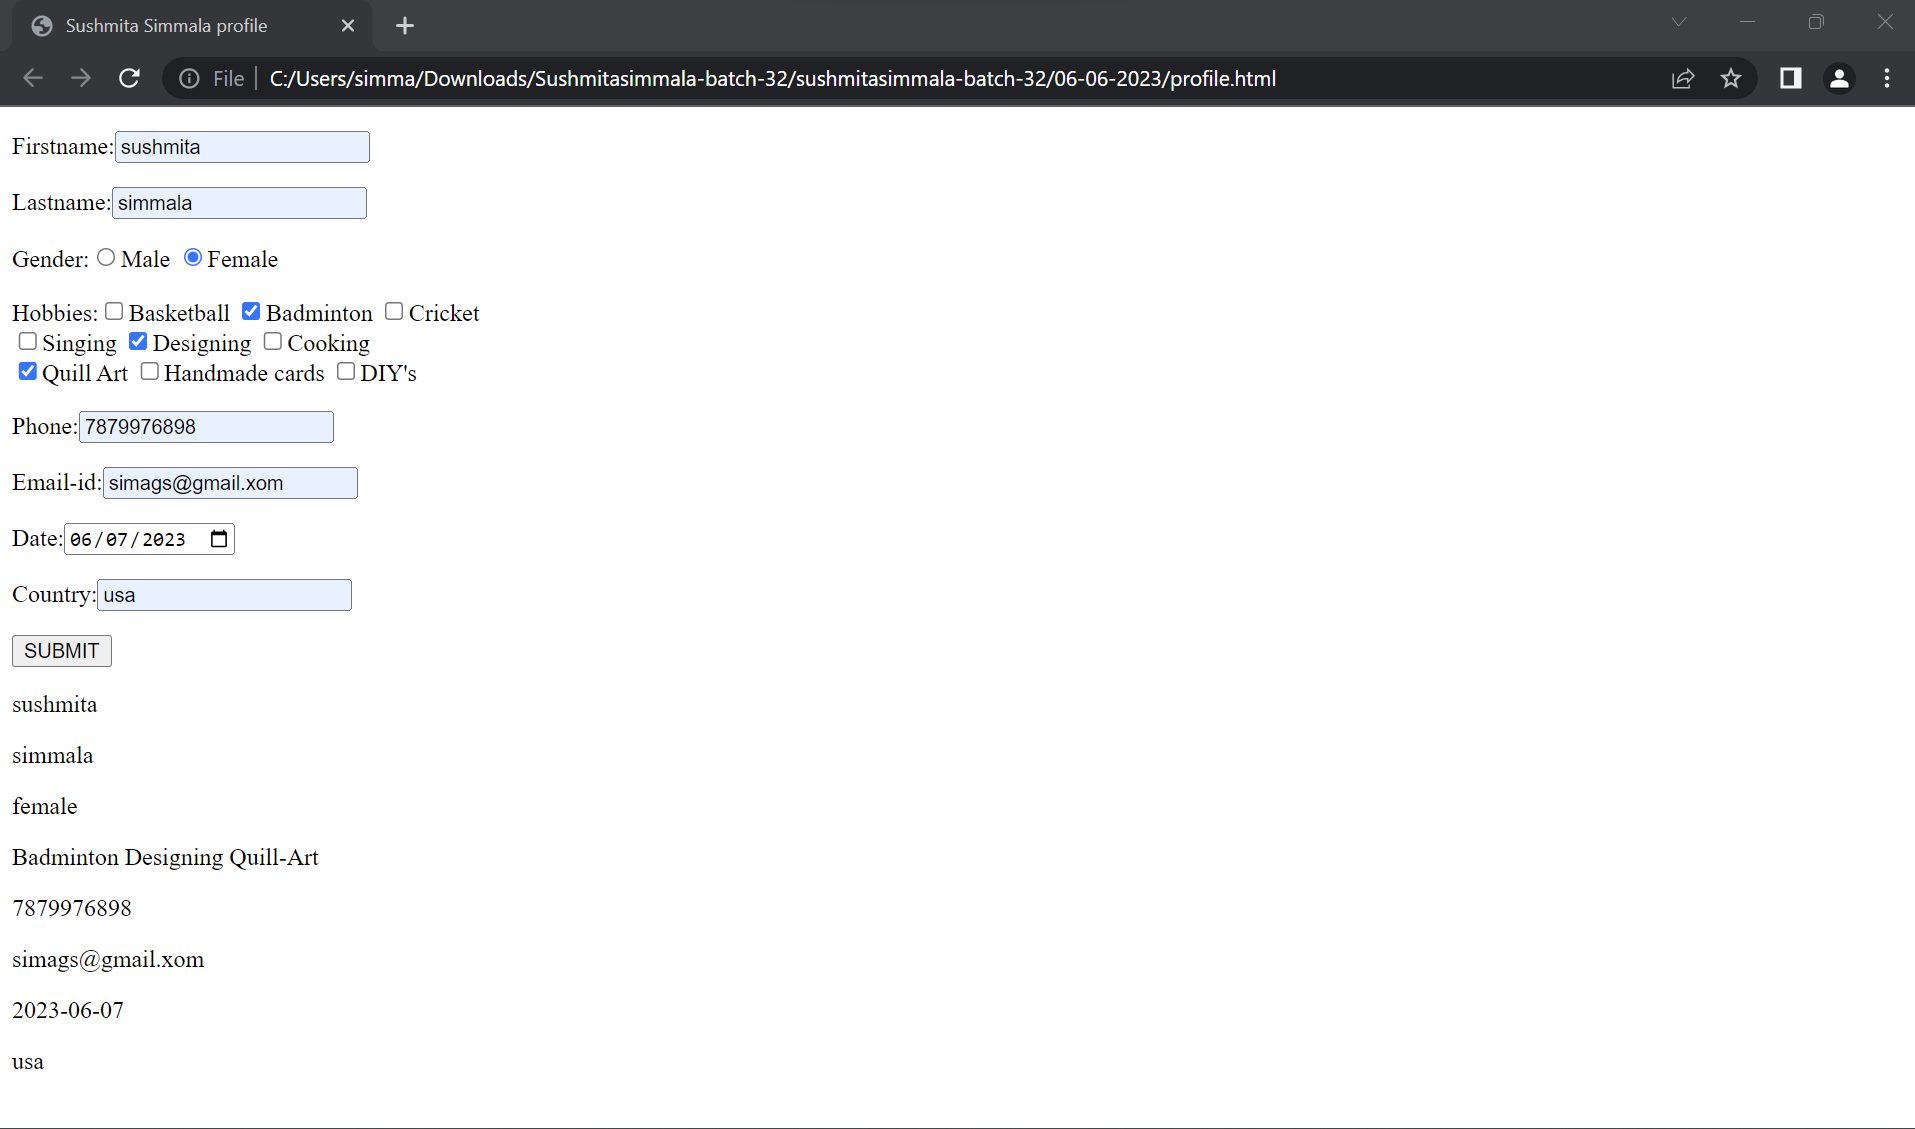 Sushmita Simmala profile
File C:/Users/simma/Downloads/Sushmitasimmala-batch-32/sushmitasimmala-batch-32/06-06-2023/profile.html
Firstname: sushmita
Lastname: simmala
Gender: Male Female
Hobbies: Basketball Badminton Cricket
Singing Designing Cooking
Quill Art Handmade cards DIY's
Phone: 7879976898
Email-id: simags@gmail.xom
Date: 06/07/2023
Country: usa
SUBMIT
sushmita
simmala
female
Badminton Designing Quill-Art
7879976898
simags@gmail.xom
2023-06-07
usa